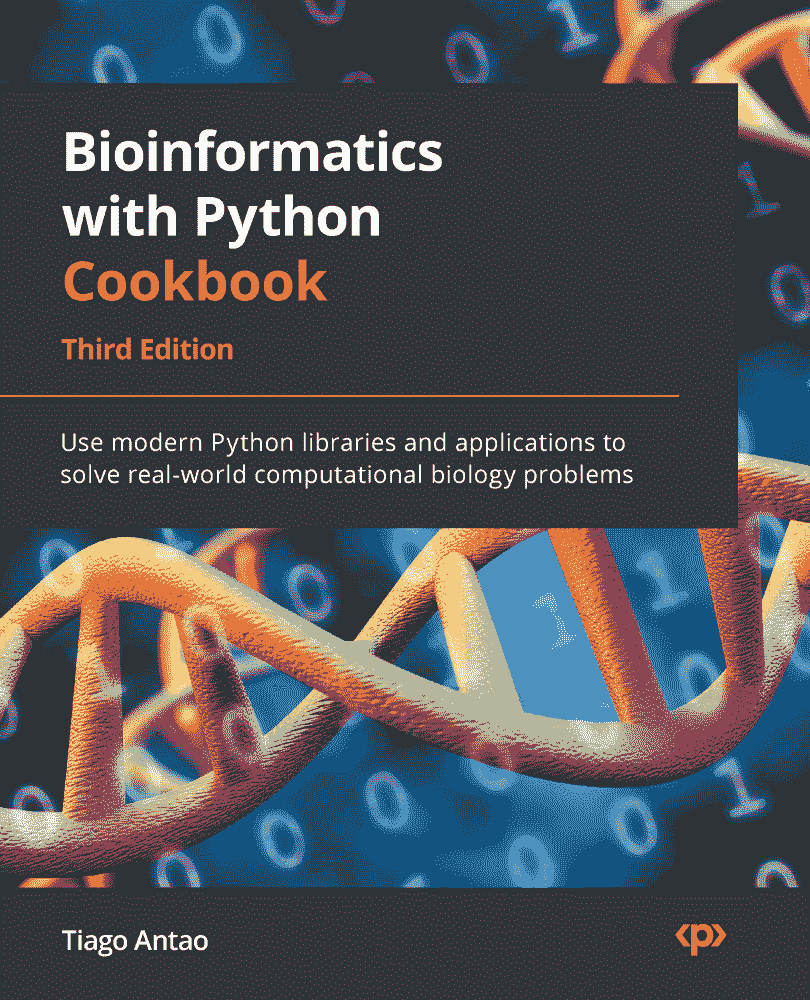 Bioinformatics
with Python
Cookbook
Third Edition
Use modern Python libraries and applications to
solve real-world computational biology problems
Tiago Antao
<p>